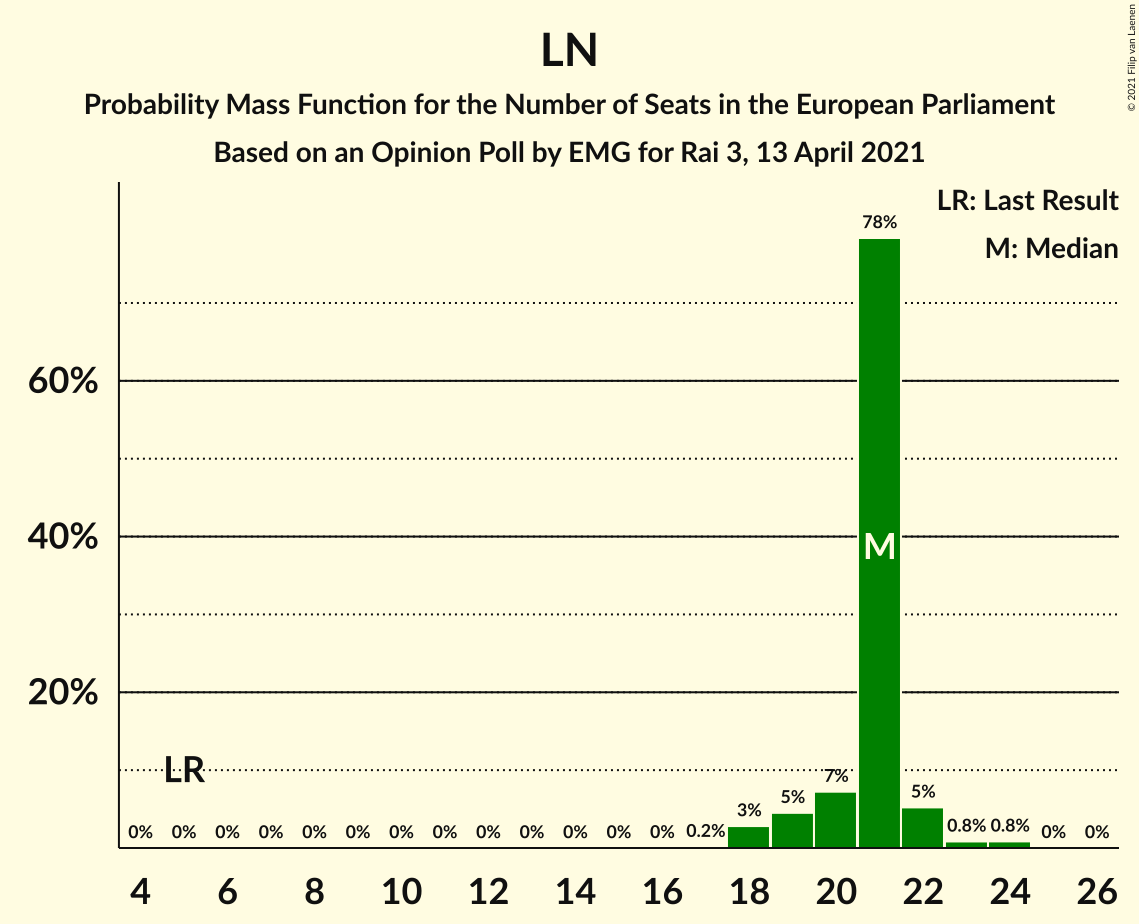 LN
Probability Mass Function for the Number of Seats in the European Parliament
Based on an Opinion Poll by EMG for Rai 3, 13 April 2021
© 2021 Filip van Laenen
LR: Last Result
M: Median
78%
60%
40%
M
20%
LR
7%
5%
5%
3%
0% 0% 0% 0% 0% 0% 0% 0% 0% 0% 0% 0% 0% 0.2% 0.8% 0.8% 0% 0%
4 6 8 10 12 14 16 18 20 22 24 26